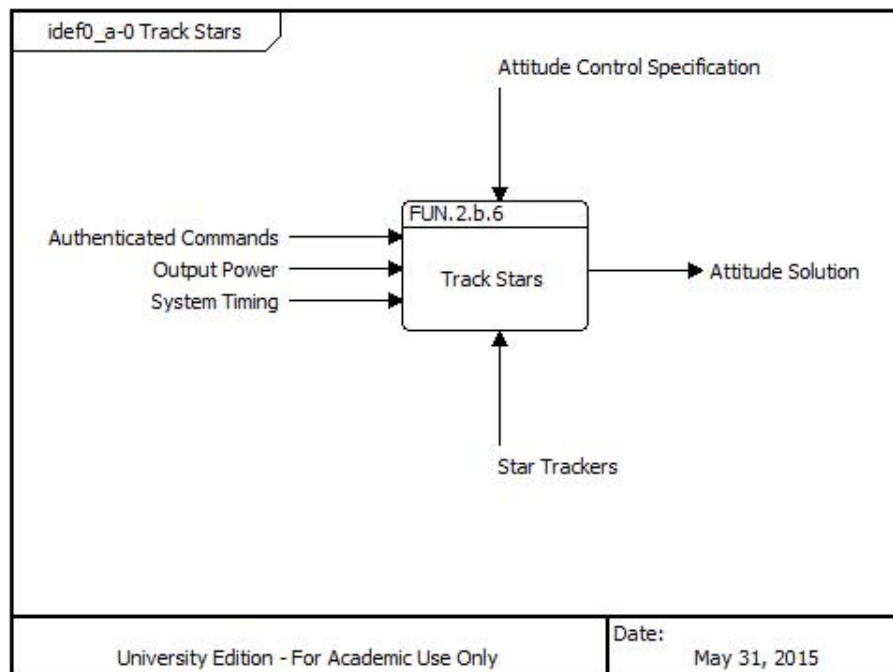 idef0_a-0 Track Stars
Attitude Control Specification
FUN.2.b.6
Authenticated Commands
Output Power
System Timing
Track Stars
Attitude Solution
Star Trackers
University Edition - For Academic Use Only
Date:
May 31, 2015